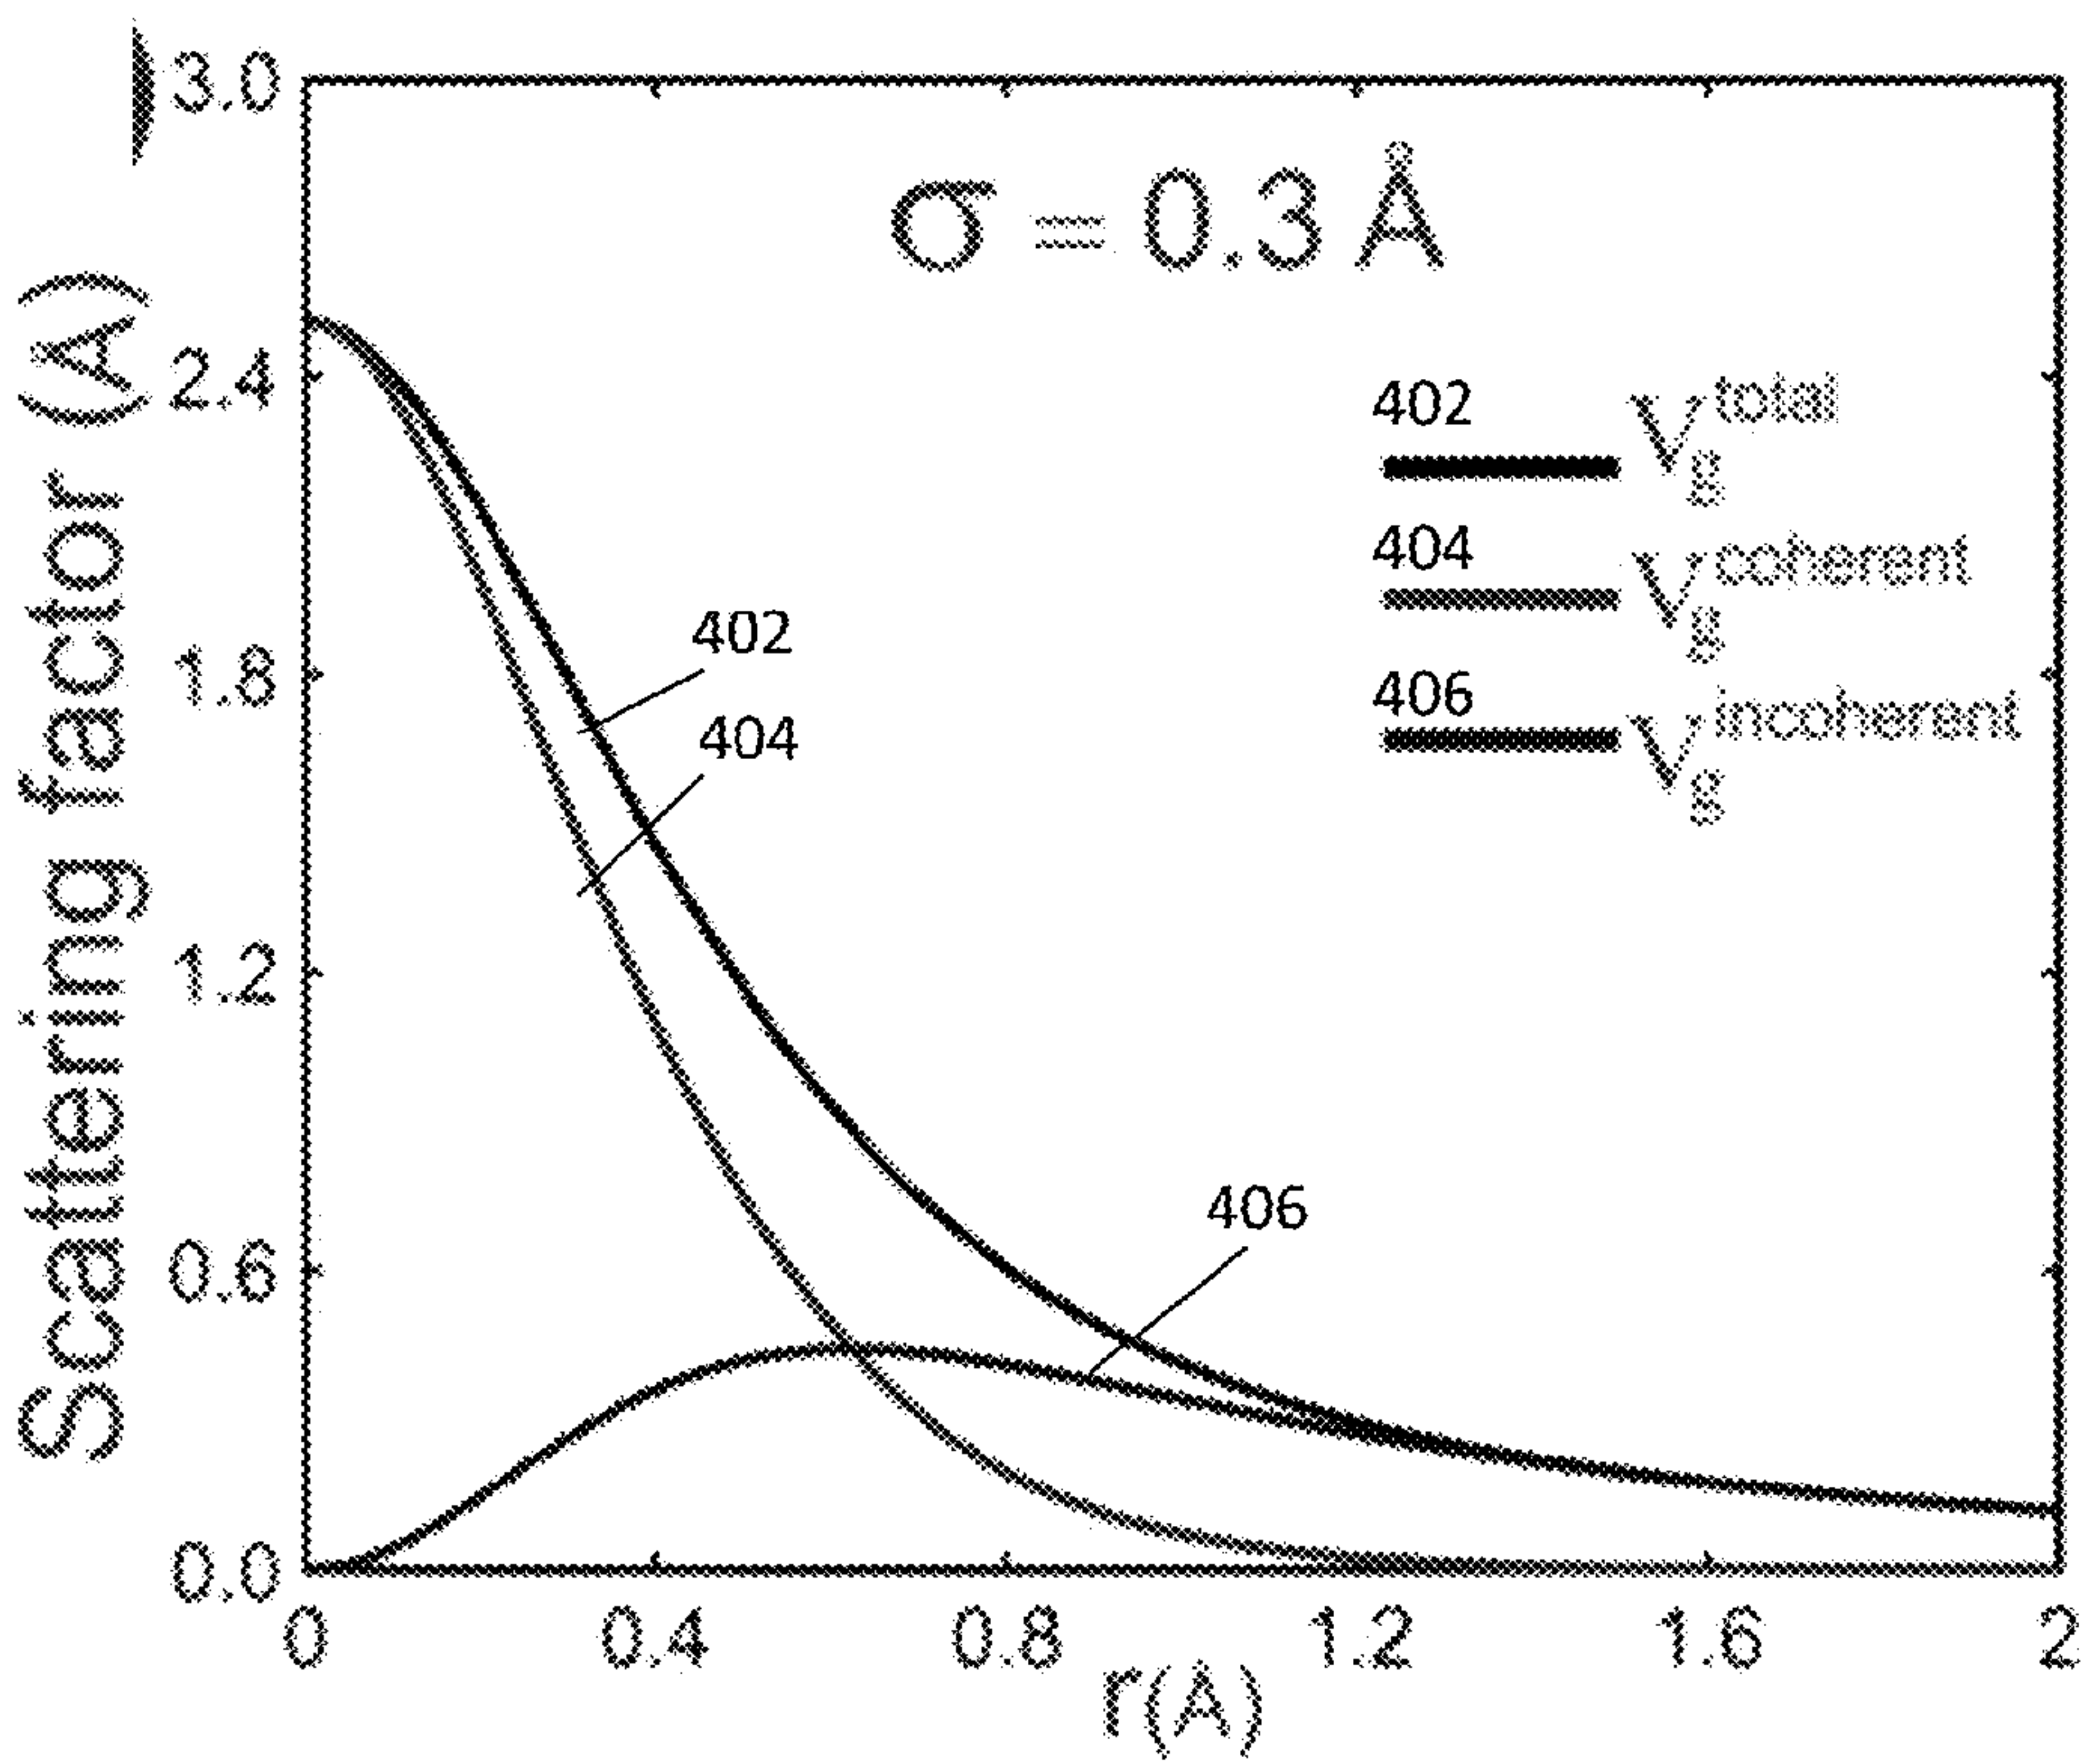 3.0
2.4
1.8
1.2
0.6
0.0
Scattering factor (Å)
σ = 0.3 Å
402
V_g^total
404
V_g^coherent
406
V_g^incoherent
402
404
406
0 0.4 0.8 1.2 1.6 2
r(Å)